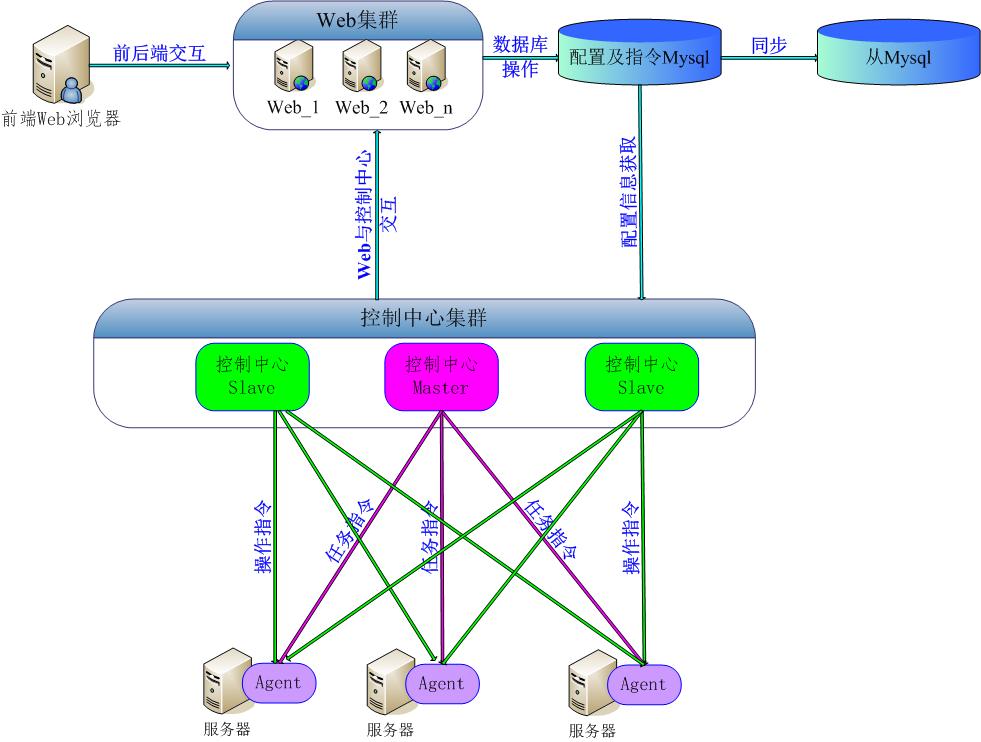 Web集群
前后端交互
前端Web浏览器
Web_1
Web_2
Web_n
数据库
操作
配置及指令Mysql
同步
从Mysql
Web与控制中心
交互
配置信息获取
控制中心集群
控制中心
Slave
控制中心
Master
控制中心
Slave
操作指令
任务指令
任务指令
任务指令
操作指令
Agent
服务器
Agent
服务器
Agent
服务器